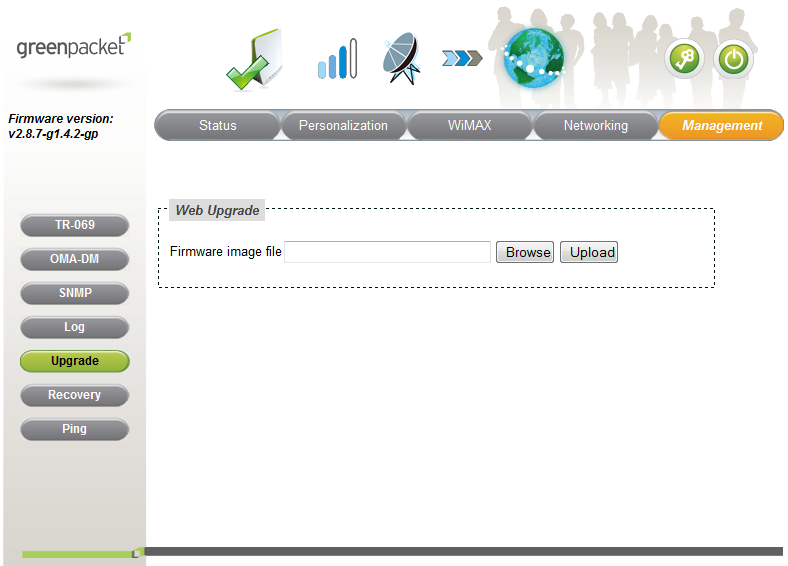 greenpacket
Firmware version:
v2.8.7-g1.4.2-gp
Status
Personalization
WiMAX
Networking
Management
TR-069
OMA-DM
SNMP
Log
Upgrade
Recovery
Ping
Web Upgrade
Firmware image file
Browse
Upload